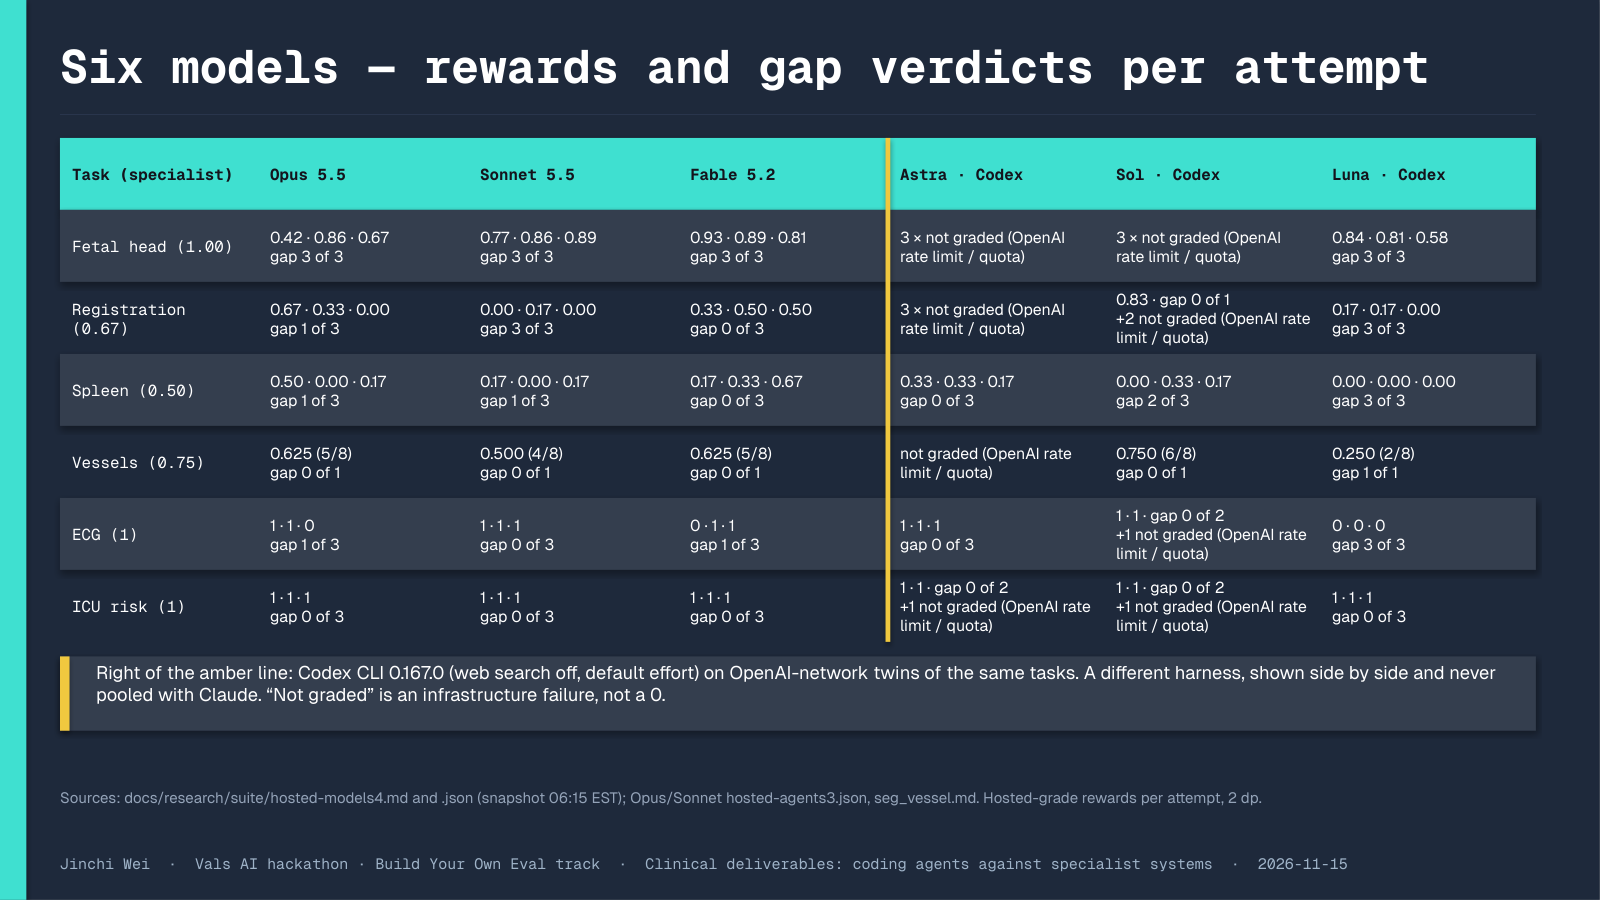 Six models — rewards and gap verdicts per attempt
Task (specialist) Opus 5.5 Sonnet 5.5 Fable 5.2 Astra · Codex Sol · Codex Luna · Codex
Fetal head (1.00)
0.42 · 0.86 · 0.67
gap 3 of 3
0.77 · 0.86 · 0.89
gap 3 of 3
0.93 · 0.89 · 0.81
gap 3 of 3
3 × not graded (OpenAI
rate limit / quota)
3 × not graded (OpenAI
rate limit / quota)
0.84 · 0.81 · 0.58
gap 3 of 3
Registration
(0.67)
0.67 · 0.33 · 0.00
gap 1 of 3
0.00 · 0.17 · 0.00
gap 3 of 3
0.33 · 0.50 · 0.50
gap 0 of 3
3 × not graded (OpenAI
rate limit / quota)
0.83 · gap 0 of 1
+2 not graded (OpenAI rate
limit / quota)
0.17 · 0.17 · 0.00
gap 3 of 3
Spleen (0.50)
0.50 · 0.00 · 0.17
gap 1 of 3
0.17 · 0.00 · 0.17
gap 1 of 3
0.17 · 0.33 · 0.67
gap 0 of 3
0.33 · 0.33 · 0.17
gap 0 of 3
0.00 · 0.33 · 0.17
gap 2 of 3
0.00 · 0.00 · 0.00
gap 3 of 3
Vessels (0.75)
0.625 (5/8)
gap 0 of 1
0.500 (4/8)
gap 0 of 1
0.625 (5/8)
gap 0 of 1
not graded (OpenAI rate
limit / quota)
0.750 (6/8)
gap 0 of 1
0.250 (2/8)
gap 1 of 1
ECG (1)
1 · 1 · 0
gap 1 of 3
1 · 1 · 1
gap 0 of 3
0 · 1 · 1
gap 1 of 3
1 · 1 · 1
gap 0 of 3
1 · 1 · gap 0 of 2
+1 not graded (OpenAI rate
limit / quota)
0 · 0 · 0
gap 3 of 3
ICU risk (1)
1 · 1 · 1
gap 0 of 3
1 · 1 · 1
gap 0 of 3
1 · 1 · 1
gap 0 of 3
1 · 1 · gap 0 of 2
+1 not graded (OpenAI rate
limit / quota)
1 · 1 · gap 0 of 2
+1 not graded (OpenAI rate
limit / quota)
1 · 1 · 1
gap 0 of 3
Right of the amber line: Codex CLI 0.167.0 (web search off, default effort) on OpenAI-network twins of the same tasks. A different harness, shown side by side and never
pooled with Claude. “Not graded” is an infrastructure failure, not a 0.
Sources: docs/research/suite/hosted-models4.md and .json (snapshot 06:15 EST); Opus/Sonnet hosted-agents3.json, seg_vessel.md. Hosted-grade rewards per attempt, 2 dp.
Jinchi Wei · Vals AI hackathon · Build Your Own Eval track · Clinical deliverables: coding agents against specialist systems · 2026-11-15